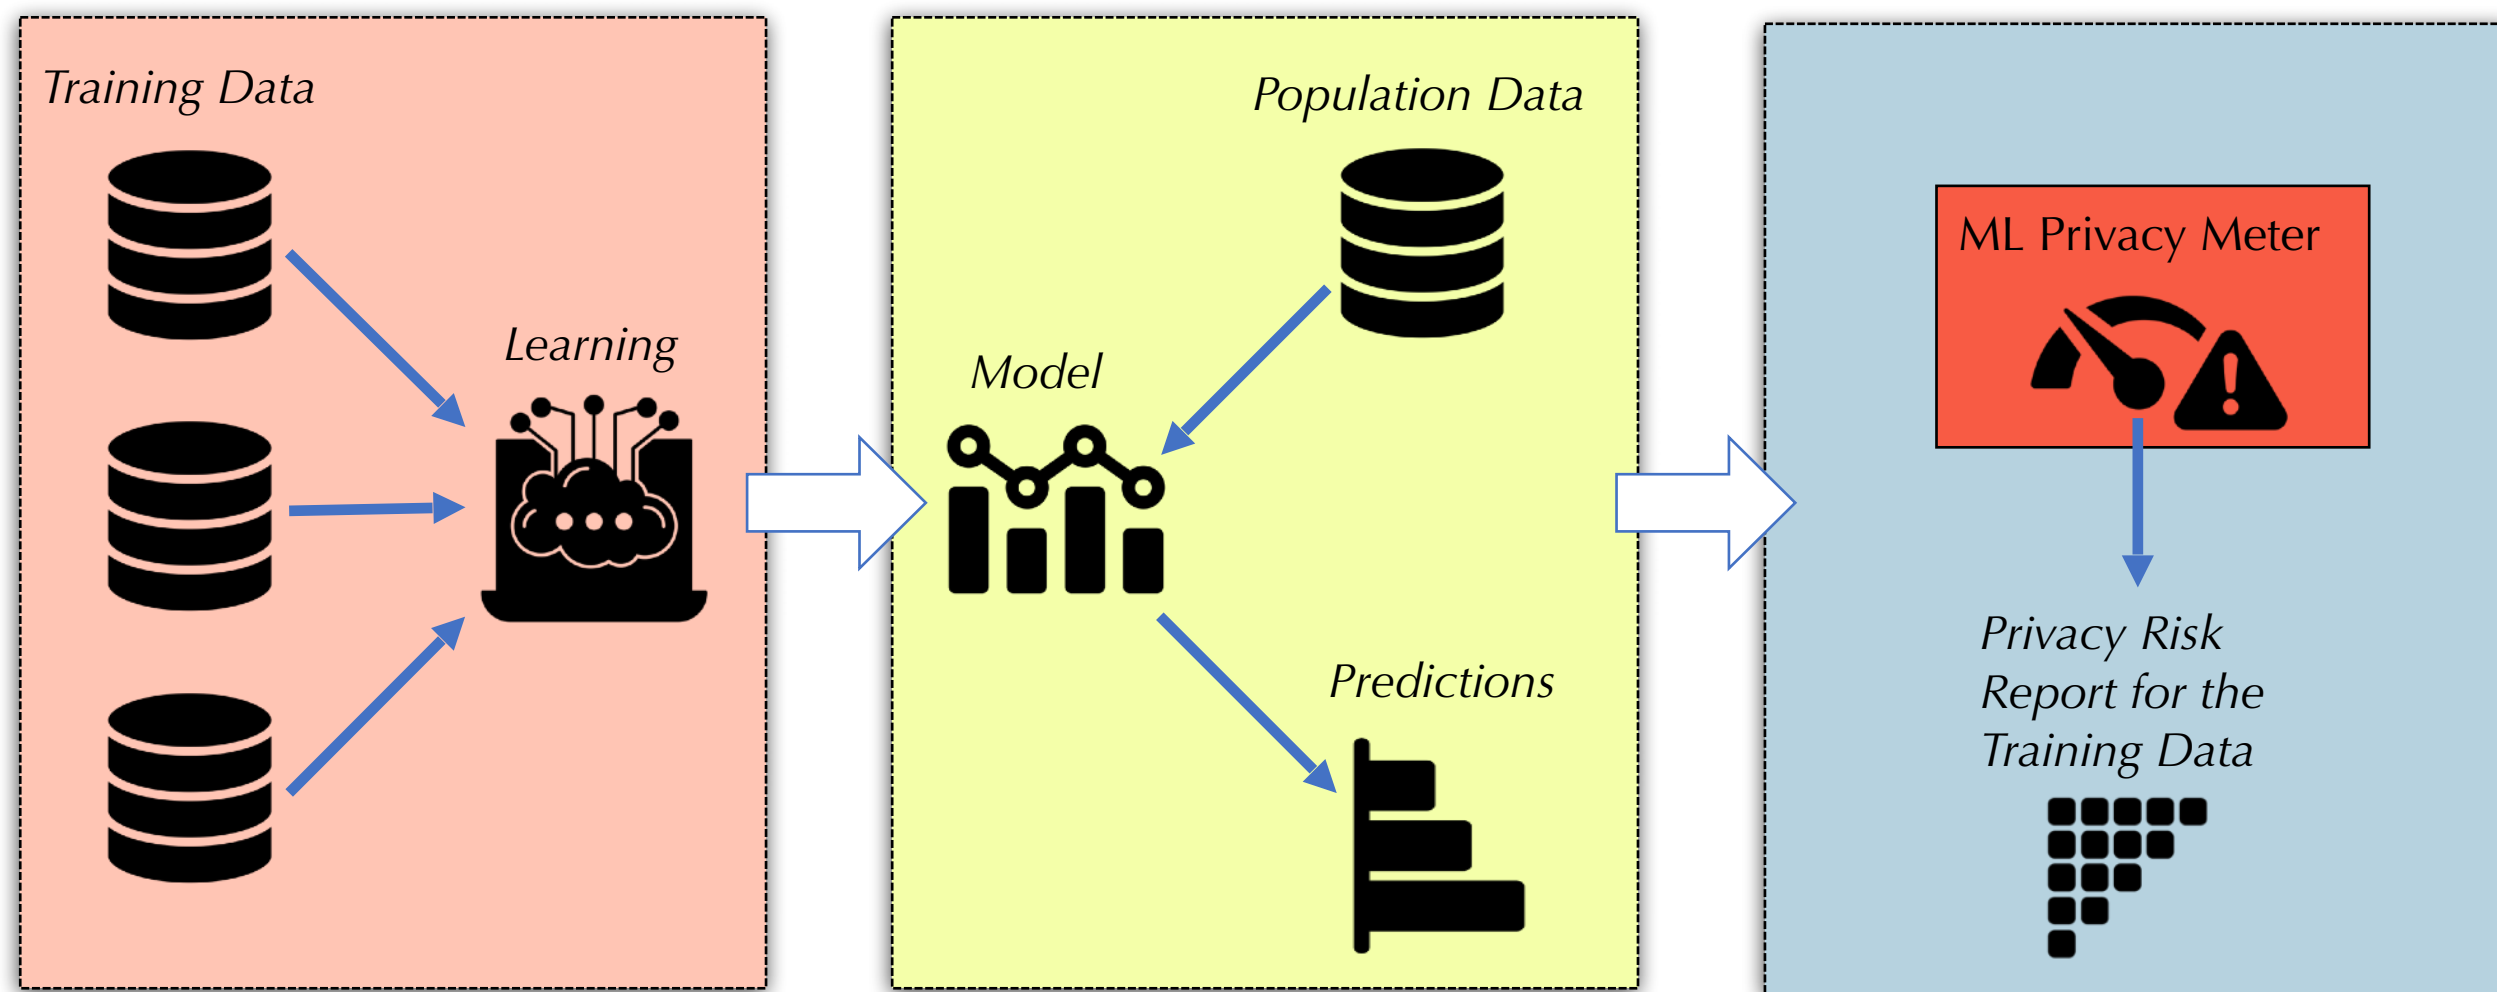 Training Data
Learning
Population Data
Model
Predictions
ML Privacy Meter
Privacy Risk
Report for the
Training Data